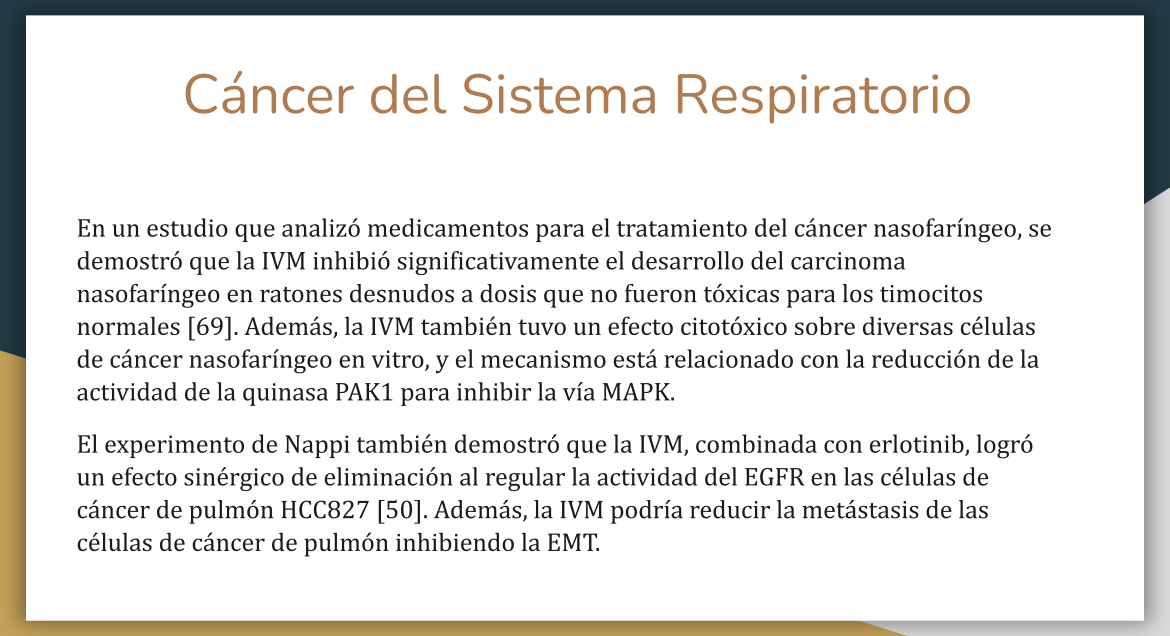 Cáncer del Sistema Respiratorio
En un estudio que analizó medicamentos para el tratamiento del cáncer nasofaríngeo, se
demostró que la IVM inhibió significativamente el desarrollo del carcinoma
nasofaríngeo en ratones desnudos a dosis que no fueron tóxicas para los timocitos
normales [69]. Además, la IVM también tuvo un efecto citotóxico sobre diversas células
de cáncer nasofaríngeo en vitro, y el mecanismo está relacionado con la reducción de la
actividad de la quinasa PAK1 para inhibir la vía MAPK.
El experimento de Nappi también demostró que la IVM, combinada con erlotinib, logró
un efecto sinérgico de eliminación al regular la actividad del EGFR en las células de
cáncer de pulmón HCC827 [50]. Además, la IVM podría reducir la metástasis de las
células de cáncer de pulmón inhibiendo la EMT.